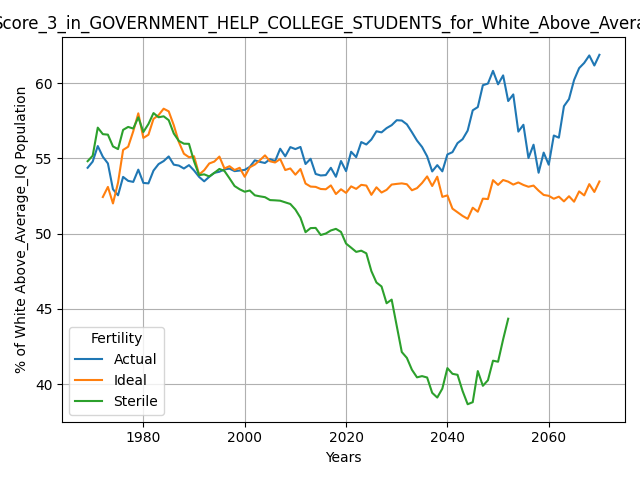 Score_3_in_GOVERNMENT_HELP_COLLEGE_STUDENTS_for_White_Above_Avera
% of White Above_Average_IQ Population
60
55
50
45
40
Fertility
Actual
Ideal
Sterile
1980
2000
2020
2040
2060
Years